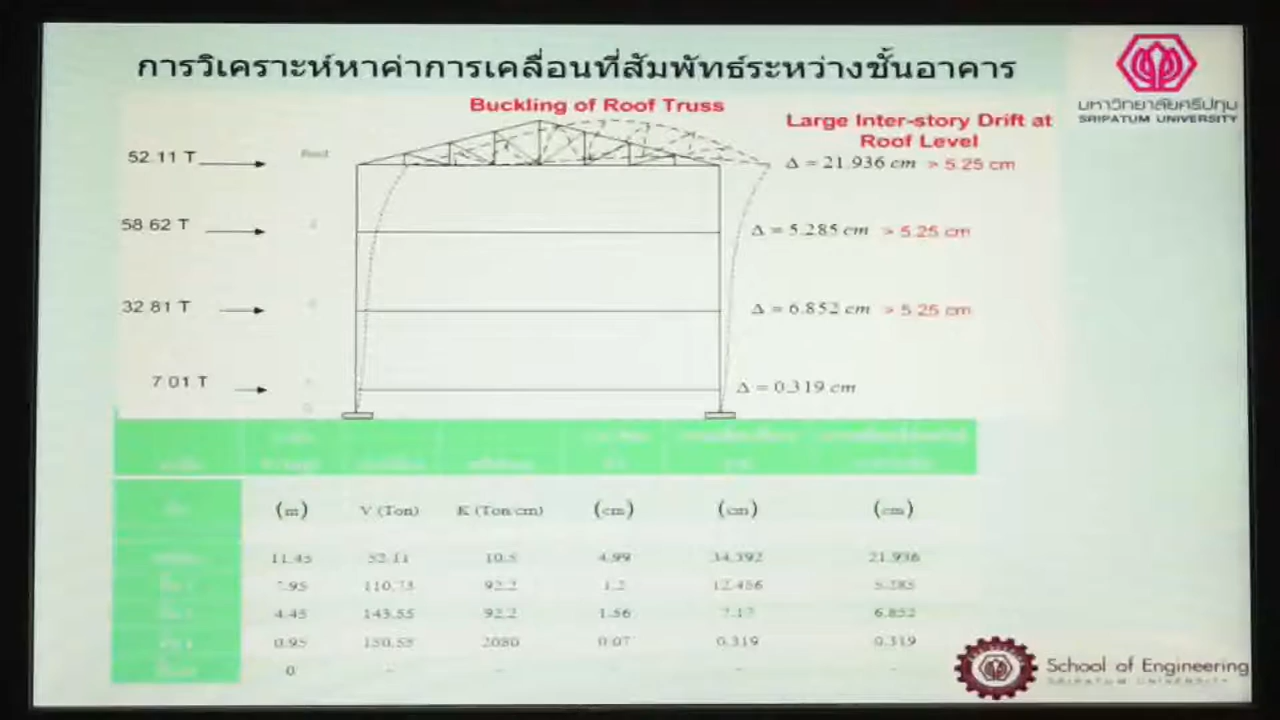 การวิเคราะห์หาค่าการเคลื่อนที่สัมพัทธ์ระหว่างชั้นอาคาร
มหาวิทยาลัยศรีปทุม
SRIPATUM UNIVERSITY
Buckling of Roof Truss
Large Inter-story Drift at
Roof Level
52.11 T
Δ = 21.936 cm > 5.25 cm
58 62 T
Δ = 5.285 cm > 5.25 cm
32 81 T
Δ = 6.852 cm > 5 25 cm
7 01 T
Δ = 0.319 cm
(m) V (Ton) K (Ton/cm) (cm) (cm) (cm)
11.45 52.11 10.5 4.99 34.392 21.936
7.95 110.73 92.2 1.2 12.456 5.285
4.45 143.55 92.2 1.56 7.17 6.852
0.95 150.55 2080 0.07 0.319 0.319
0 - - - - -
School of Engineering
SRIPATUM UNIVERSITY